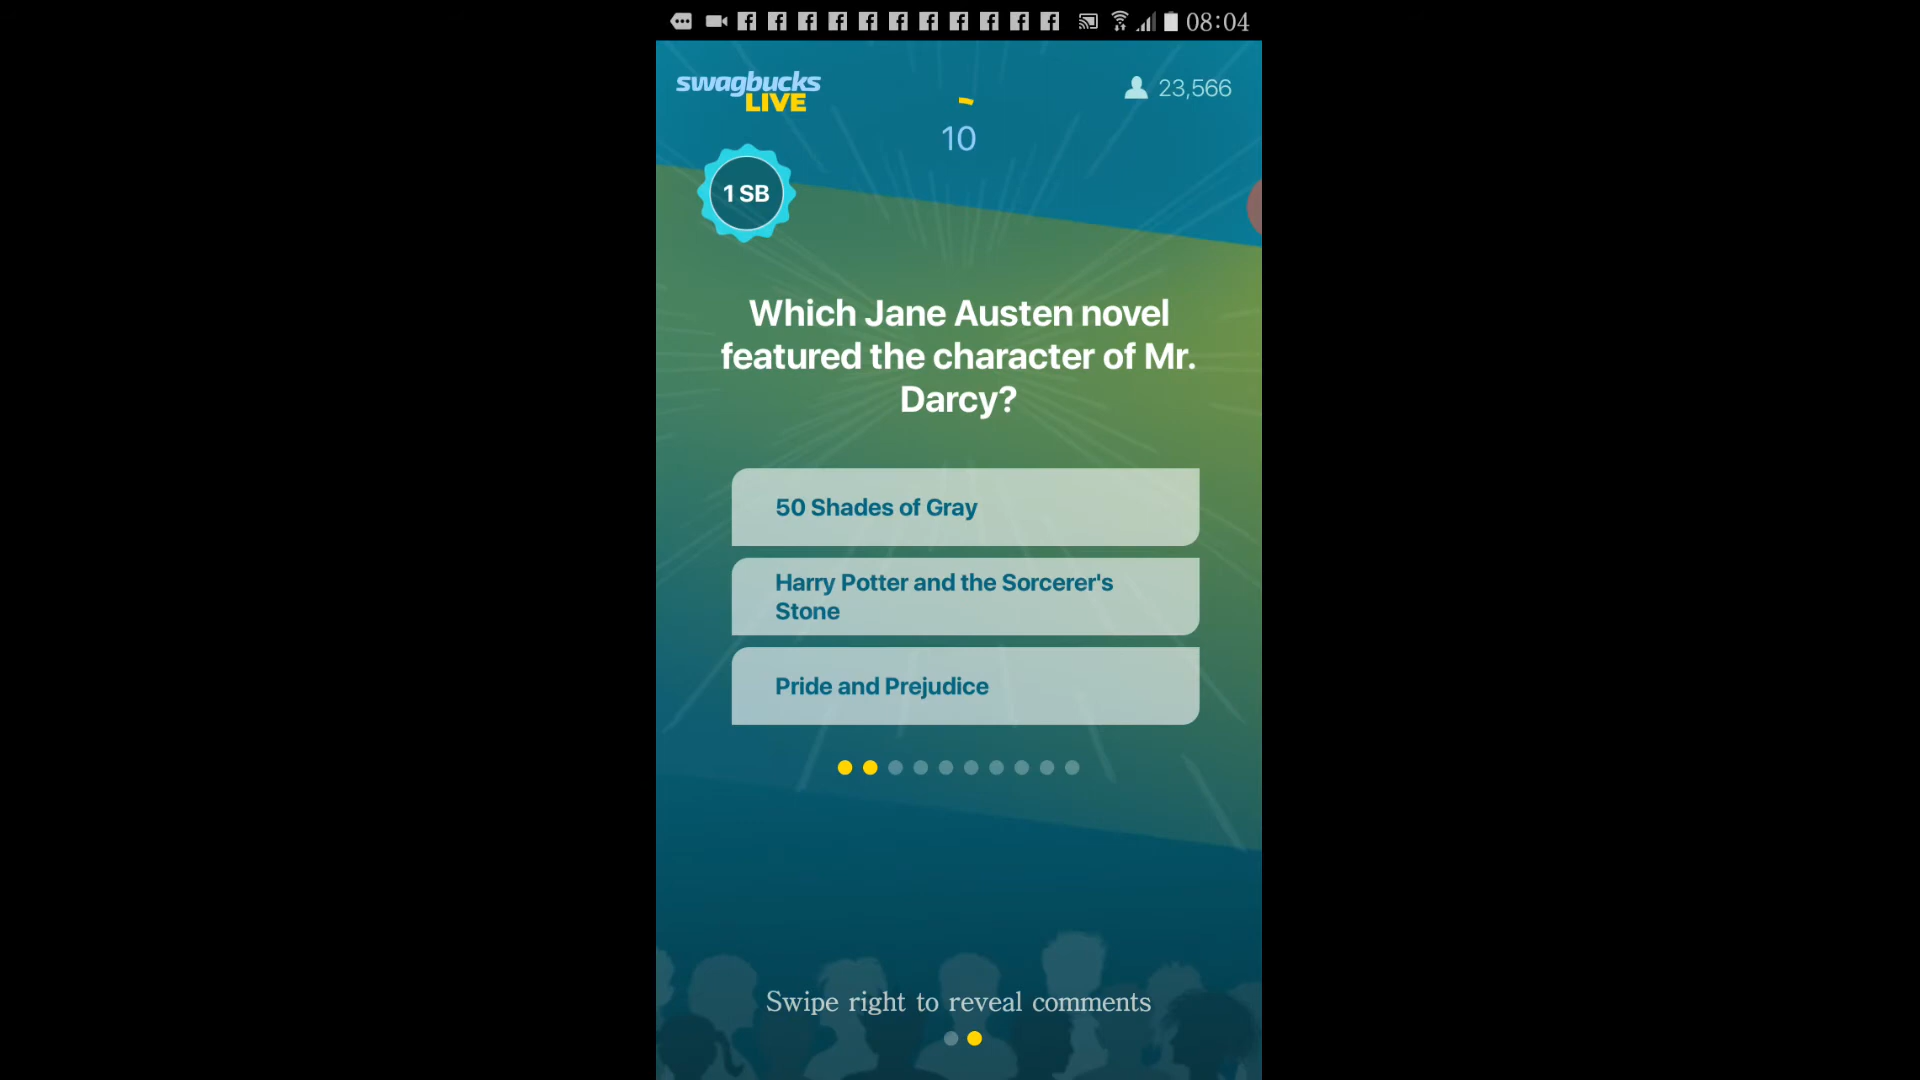 08:04
swagbucks
LIVE
23,566
10
1 SB
Which Jane Austen novel
featured the character of Mr.
Darcy?
50 Shades of Gray
Harry Potter and the Sorcerer's
Stone
Pride and Prejudice
Swipe right to reveal comments